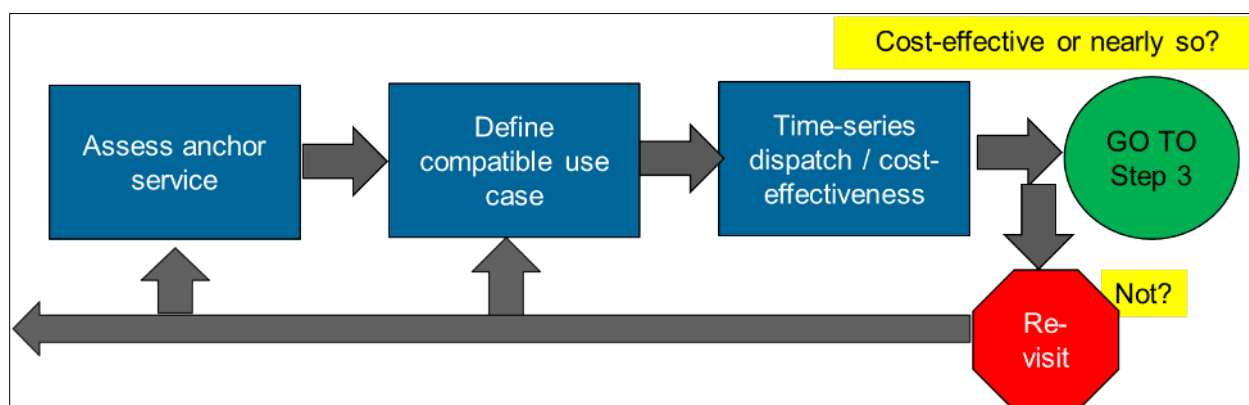 Cost-effective or nearly so?
Assess anchor
service
Define
compatible use
case
Time-series
dispatch / cost-
effectiveness
GO TO
Step 3
Not?
Re-
visit